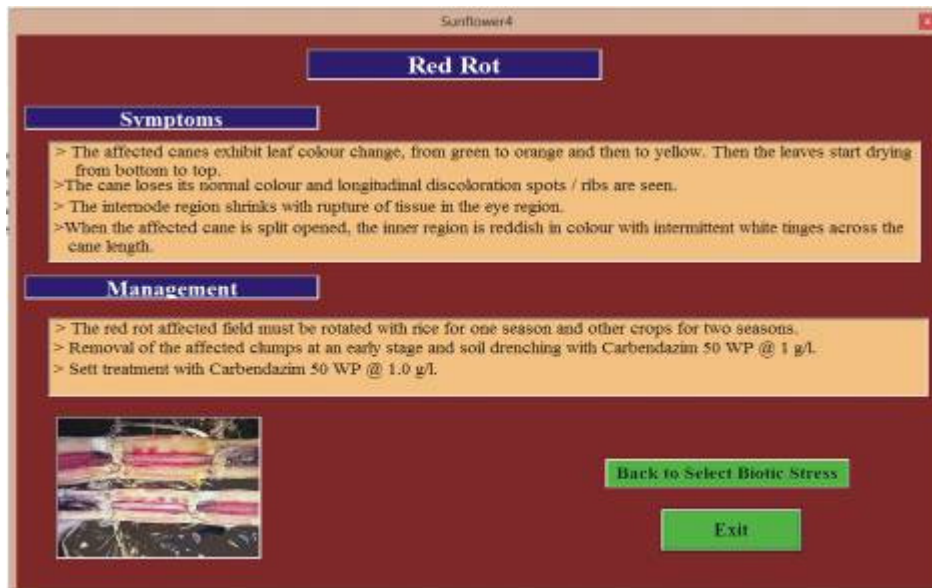 Sunflower4
Red Rot
Symptoms
> The affected canes exhibit leaf colour change, from green to orange and then to yellow. Then the leaves start drying
from bottom to top.
>The cane loses its normal colour and longitudinal discoloration spots / ribs are seen.
> The internode region shrinks with rupture of tissue in the eye region.
>When the affected cane is split opened, the inner region is reddish in colour with intermittent white tinges across the
cane length.
Management
> The red rot affected field must be rotated with rice for one season and other crops for two seasons.
> Removal of the affected clumps at an early stage and soil drenching with Carbendazim 50 WP @ 1 g/l.
> Sett treatment with Carbendazim 50 WP @ 1.0 g/l.
Back to Select Biotic Stress
Exit